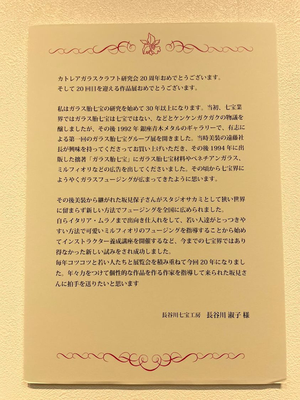 カトレアガラスクラフト研究会20周年おめでとうございます。
そして20回目を迎える作品展おめでとうございます。
私はガラス胎七宝の研究を始めて30年以上になります。当初、七宝業
界ではガラス胎七宝は七宝ではない、などとケンケンガクガクの物議を
醸しましたが、その後1992年銀座青木メタルのギャラリーで、有志に
よる第一回のガラス胎七宝グループ展を開きました。当時美装の遠藤社
長が興味を持ってくださってお買い上げいただき、その後1994年に出
版した拙著「ガラス胎七宝」にガラス胎七宝材料やベネチアンガラス、
ミルフィオリなどの広告を出してくださいました。その頃から七宝界に
ようやくガラスフュージングが広まってきたように思います。
その後美装から継がれた坂見保子さんがスタジオサカミとして狭い世界
に留まらず新しい方法でフュージングを全国に広められました。
自らイタリア・ムラノまで出向きを仕入れをして、若い人達がとっつきや
すい方法で可愛いミルフィオリのフュージングを指導することから始め
てインストラクター養成講座を開催するなど、今までの七宝界ではあり
得なかった新しい試みをされ成功しました。
毎年コツコツと若い人たちと展覧会を積み重ねて今回20年になりまし
た。年々力をつけて個性的な作品を作る作家を指導して来られた坂見さ
んに拍手を送りたいと思います
長谷川七宝工房 長谷川 淑子 様